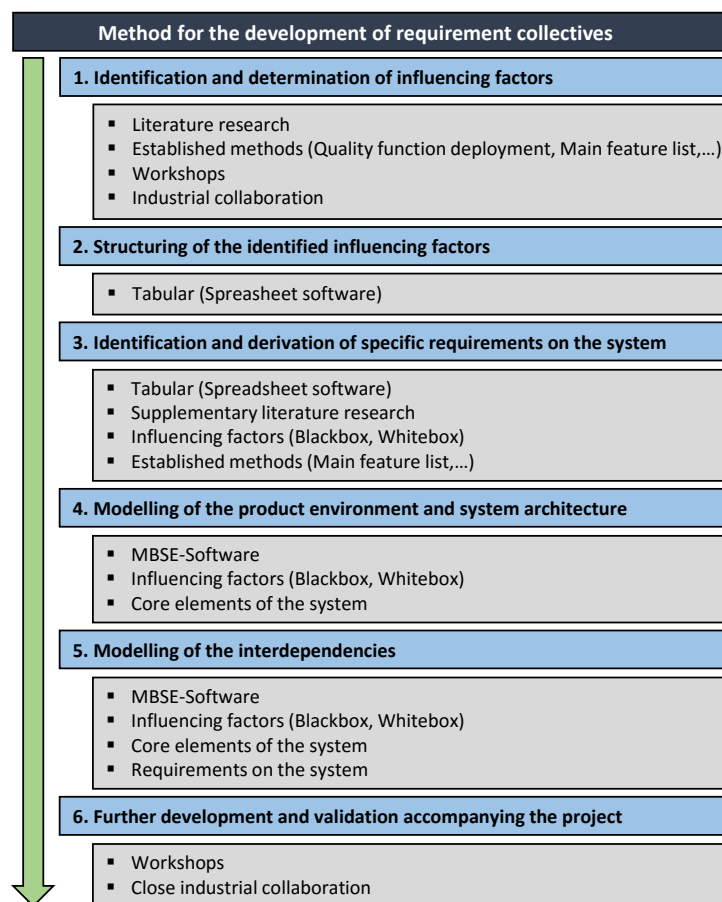 Method for the development of requirement collectives
1. Identification and determination of influencing factors
▪ Literature research
▪ Established methods (Quality function deployment, Main feature list,...)
▪ Workshops
▪ Industrial collaboration
2. Structuring of the identified influencing factors
▪ Tabular (Spreasheet software)
3. Identification and derivation of specific requirements on the system
▪ Tabular (Spreadsheet software)
▪ Supplementary literature research
▪ Influencing factors (Blackbox, Whitebox)
▪ Established methods (Main feature list,...)
4. Modelling of the product environment and system architecture
▪ MBSE-Software
▪ Influencing factors (Blackbox, Whitebox)
▪ Core elements of the system
5. Modelling of the interdependencies
▪ MBSE-Software
▪ Influencing factors (Blackbox, Whitebox)
▪ Core elements of the system
▪ Requirements on the system
6. Further development and validation accompanying the project
▪ Workshops
▪ Close industrial collaboration